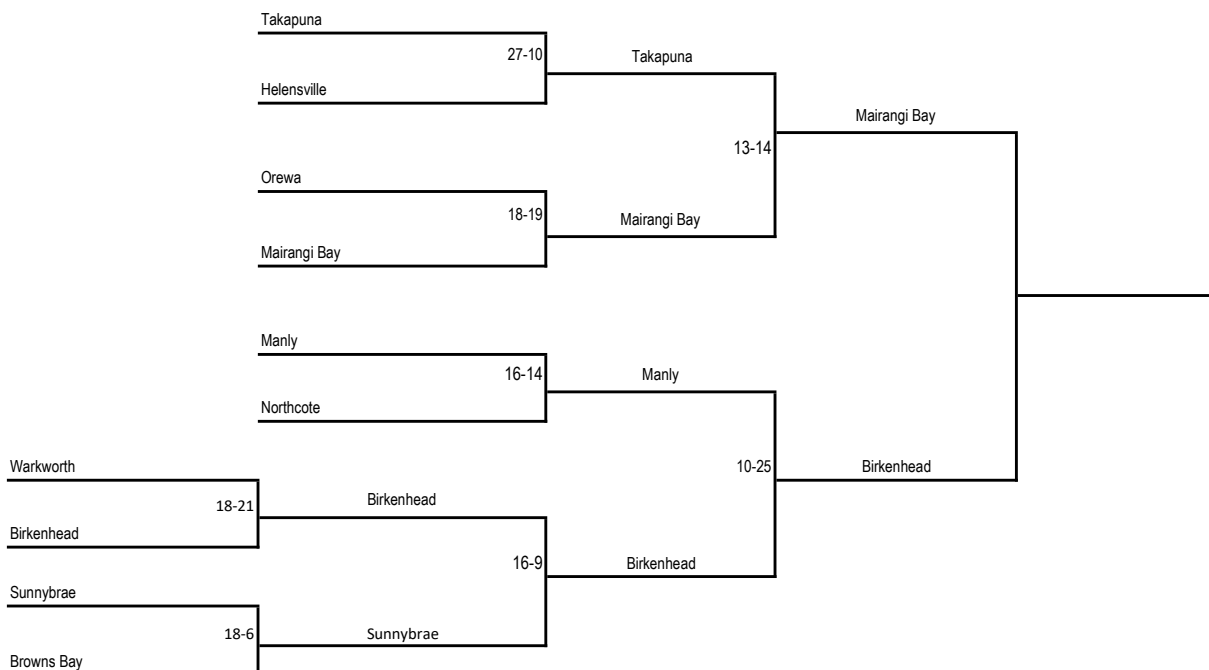 Takapuna
27-10
Takapuna
Helensville
Mairangi Bay
13-14
Orewa
18-19
Mairangi Bay
Mairangi Bay
Manly
16-14
Manly
Northcote
Warkworth
10-25
Birkenhead
18-21
Birkenhead
Birkenhead
16-9
Birkenhead
Sunnybrae
18-6
Sunnybrae
Browns Bay